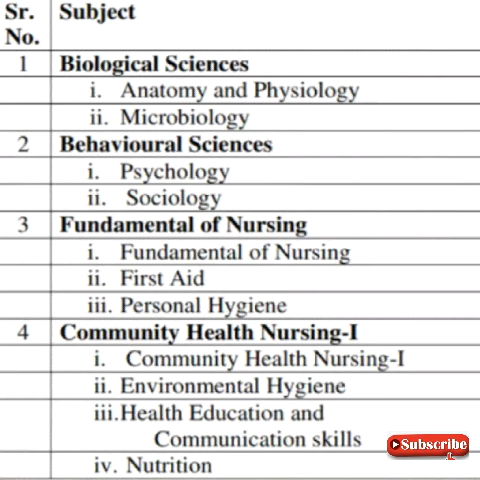 Sr. Subject
No.
1 Biological Sciences
i. Anatomy and Physiology
ii. Microbiology
2 Behavioural Sciences
i. Psychology
ii. Sociology
3 Fundamental of Nursing
i. Fundamental of Nursing
ii. First Aid
iii. Personal Hygiene
4 Community Health Nursing-I
i. Community Health Nursing-I
ii. Environmental Hygiene
iii.Health Education and
Communication skills
Subscribe
iv. Nutrition